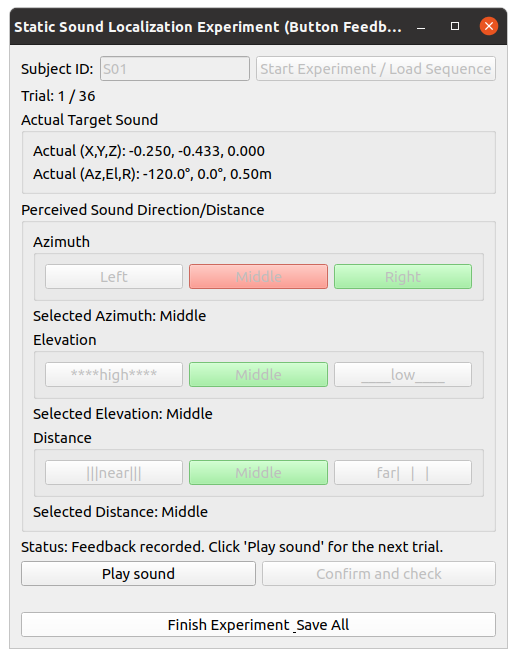 Static Sound Localization Experiment (Button Feedb...
Subject ID: S01 Start Experiment / Load Sequence
Trial: 1 / 36
Actual Target Sound
Actual (X,Y,Z): -0.250, -0.433, 0.000
Actual (Az,El,R): -120.0°, 0.0°, 0.50m
Perceived Sound Direction/Distance
Azimuth
Left Middle Right
Selected Azimuth: Middle
Elevation
****high**** Middle ____low____
Selected Elevation: Middle
Distance
|||near||| Middle far| | |
Selected Distance: Middle
Status: Feedback recorded. Click 'Play sound' for the next trial.
Play sound Confirm and check
Finish Experiment _Save All